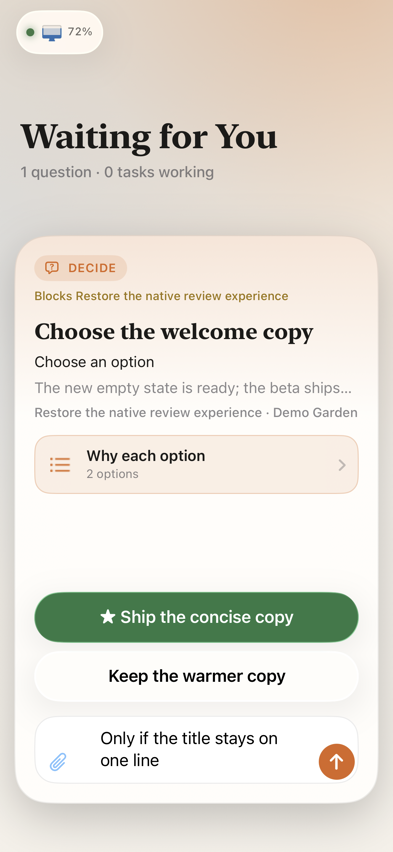 72%
Waiting for You
1 question · 0 tasks working
DECIDE
Blocks Restore the native review experience
Choose the welcome copy
Choose an option
The new empty state is ready; the beta ships...
Restore the native review experience · Demo Garden
Why each option
2 options
Ship the concise copy
Keep the warmer copy
Only if the title stays on
one line